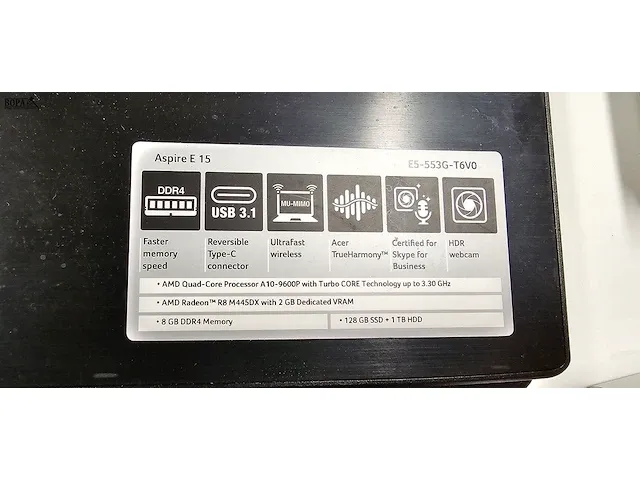 BOPA
Aspire E 15
E5-553G-T6V0
DDR4
USB 3.1
MU-MIMO
Faster
memory
speed
Reversible
Type-C
connector
Ultrafast
wireless
Acer
TrueHarmony™
Certified for
Skype for
Business
HDR
webcam
• AMD Quad-Core Processor A10-9600P with Turbo CORE Technology up to 3.30 GHz
• AMD Radeon™ R8 M445DX with 2 GB Dedicated VRAM
• 8 GB DDR4 Memory
• 128 GB SSD + 1 TB HDD